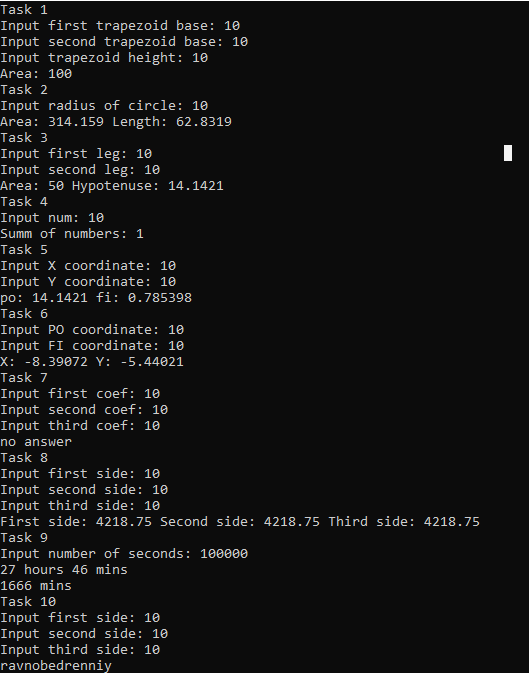 Task 1
Input first trapezoid base: 10
Input second trapezoid base: 10
Input trapezoid height: 10
Area: 100
Task 2
Input radius of circle: 10
Area: 314.159 Length: 62.8319
Task 3
Input first leg: 10
Input second leg: 10
Area: 50 Hypotenuse: 14.1421
Task 4
Input num: 10
Summ of numbers: 1
Task 5
Input X coordinate: 10
Input Y coordinate: 10
po: 14.1421 fi: 0.785398
Task 6
Input PO coordinate: 10
Input FI coordinate: 10
X: -8.39072 Y: -5.44021
Task 7
Input first coef: 10
Input second coef: 10
Input third coef: 10
no answer
Task 8
Input first side: 10
Input second side: 10
Input third side: 10
First side: 4218.75 Second side: 4218.75 Third side: 4218.75
Task 9
Input number of seconds: 100000
27 hours 46 mins
1666 mins
Task 10
Input first side: 10
Input second side: 10
Input third side: 10
ravnobedrenniy